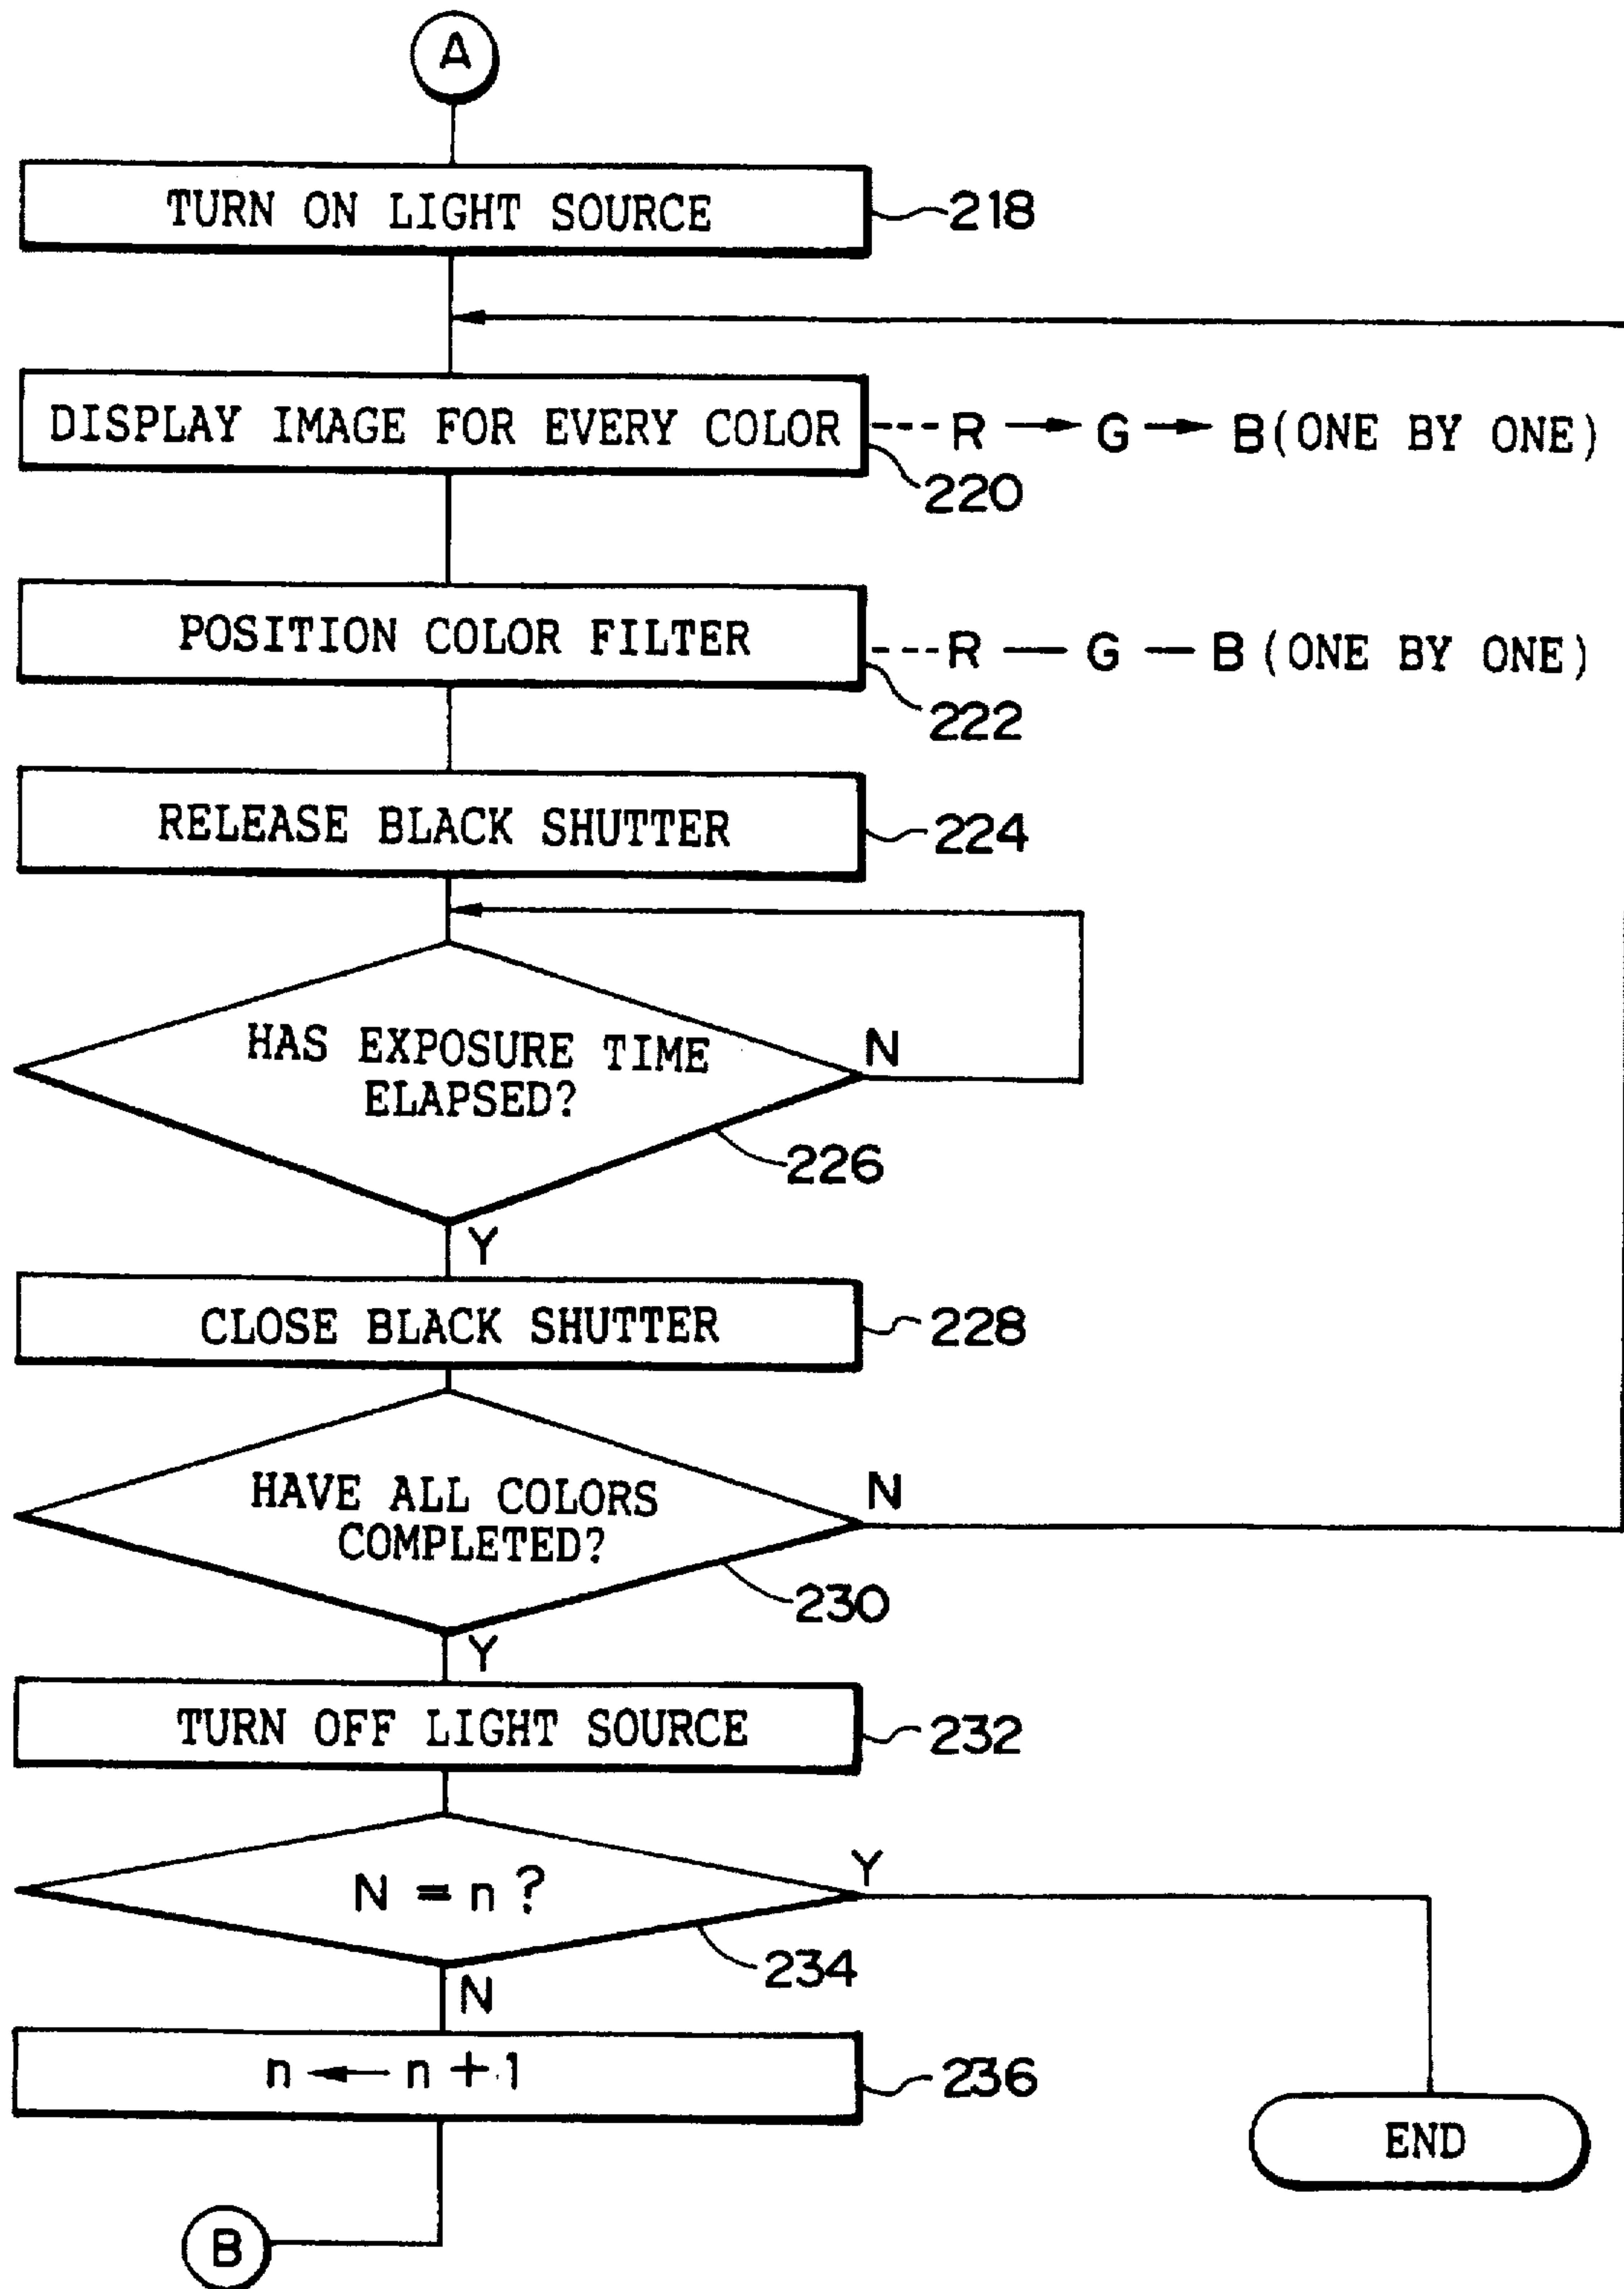 A
TURN ON LIGHT SOURCE
218
DISPLAY IMAGE FOR EVERY COLOR
--- R → G → B (ONE BY ONE)
220
POSITION COLOR FILTER
--- R — G — B (ONE BY ONE)
222
RELEASE BLACK SHUTTER
224
HAS EXPOSURE TIME
ELAPSED?
N
226
Y
CLOSE BLACK SHUTTER
228
HAVE ALL COLORS
COMPLETED?
N
230
Y
TURN OFF LIGHT SOURCE
232
N = n ?
Y
234
N
n ← n + 1
236
END
B